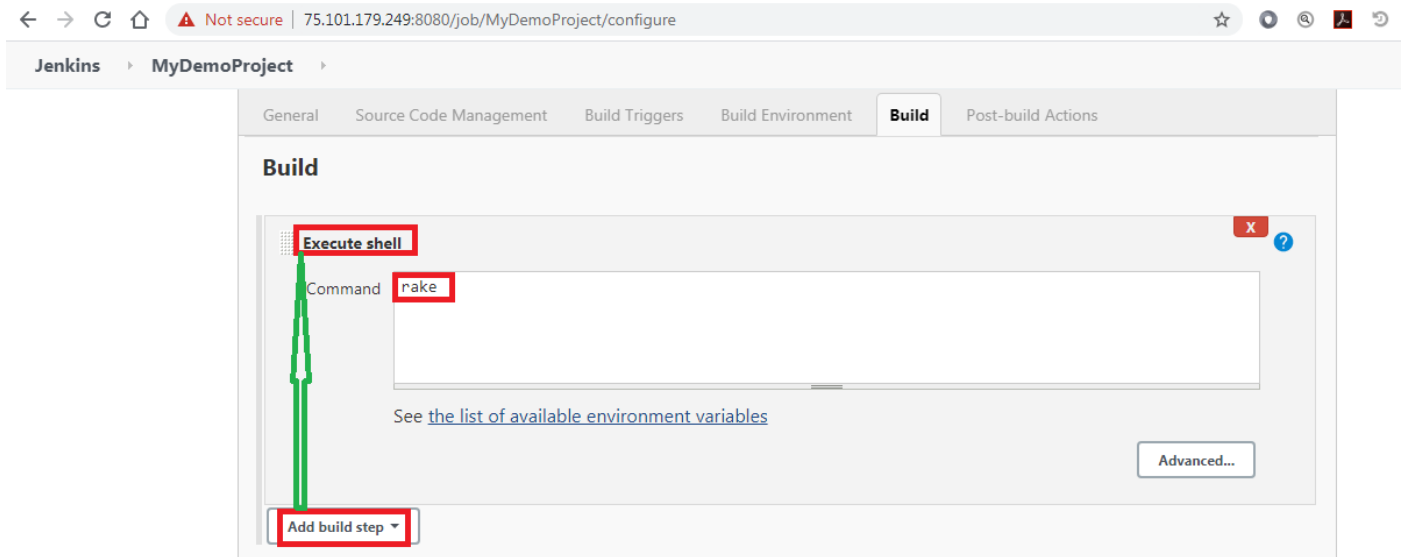 Not secure | 75.101.179.249:8080/job/MyDemoProject/configure
Jenkins MyDemoProject
General Source Code Management Build Triggers Build Environment Build Post-build Actions
Build
X
Execute shell ?
Command rake
See the list of available environment variables
Advanced...
Add build step